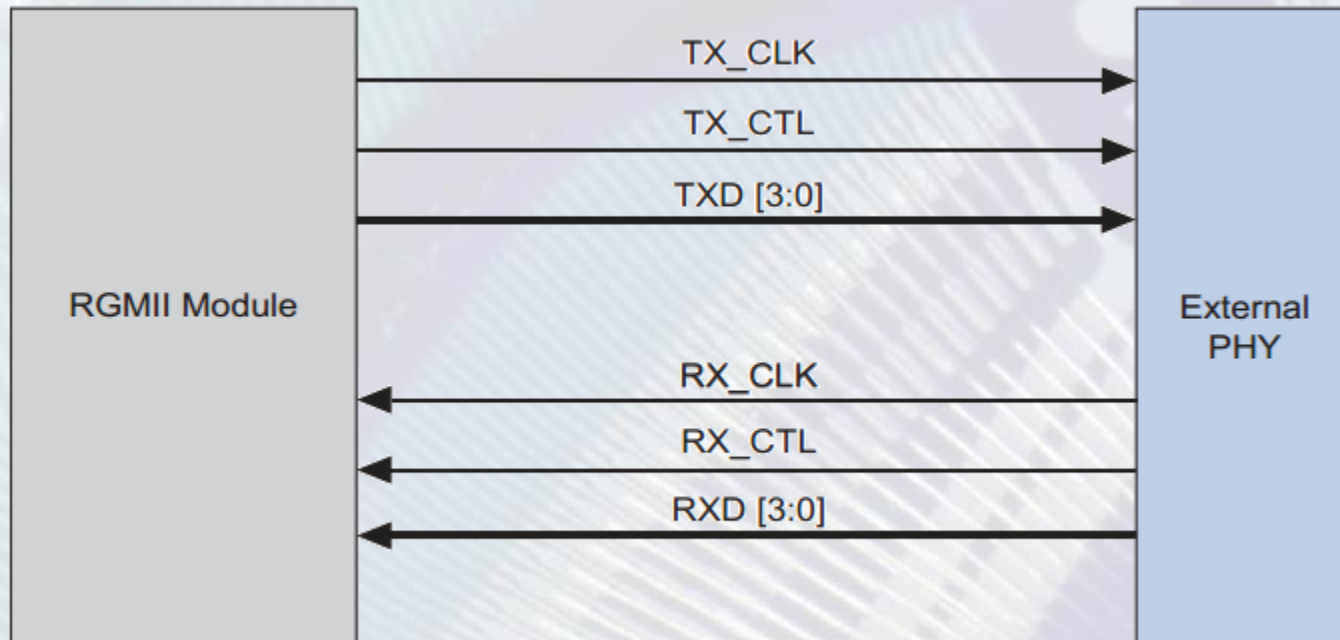 TX_CLK
TX_CTL
TXD [3:0]
RGMII Module
External
PHY
RX_CLK
RX_CTL
RXD [3:0]